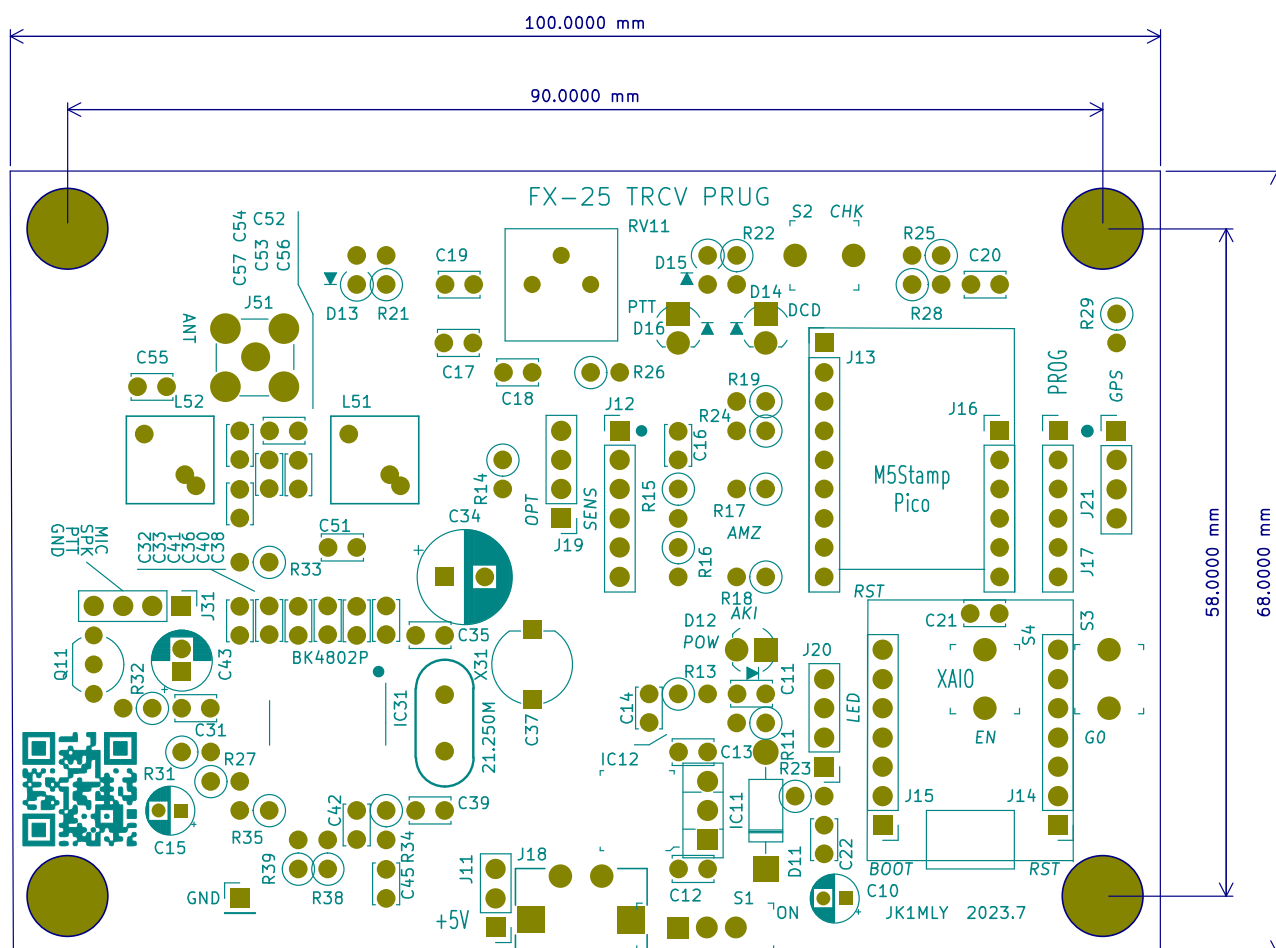 100.0000 mm
90.0000 mm
FX-25 TRCV PRUG
C57 C54 C52
C53 C56
J51
ANT
D13
R21
C19
C17
C18
RV11
R26
D15
R22
S2 CHK
PTT
D16
D14
DCD
R25
C20
R28
R29
J13
PROG
GPS
C55
L52
L51
J12
R19
R24
J16
C16
M5Stamp
Pico
R14
OPT
SENS
J19
R15
R17
AMZ
J21
J17
C34
+
C51
MIC
SPK
PTT
GND
C32
C33
C41
C36
C40
C38
R33
R16
R18
AKI
RST
58.0000 mm
68.0000 mm
J31
BK4802P
C35
X31
D12
POW
J20
C21
S4
S3
Q11
C43
+
R32
C31
IC31
21.250M
C37
C14
R13
C11
LED
XAIO
EN
G0
R31
R27
IC12
C13
R11
R23
J15
J14
C15
+
R35
C42
C39
IC11
R39
R38
R34
C45
J11
J18
C12
D11
C22
BOOT
RST
GND
+5V
S1
ON
C10
+
JK1MLY 2023.7